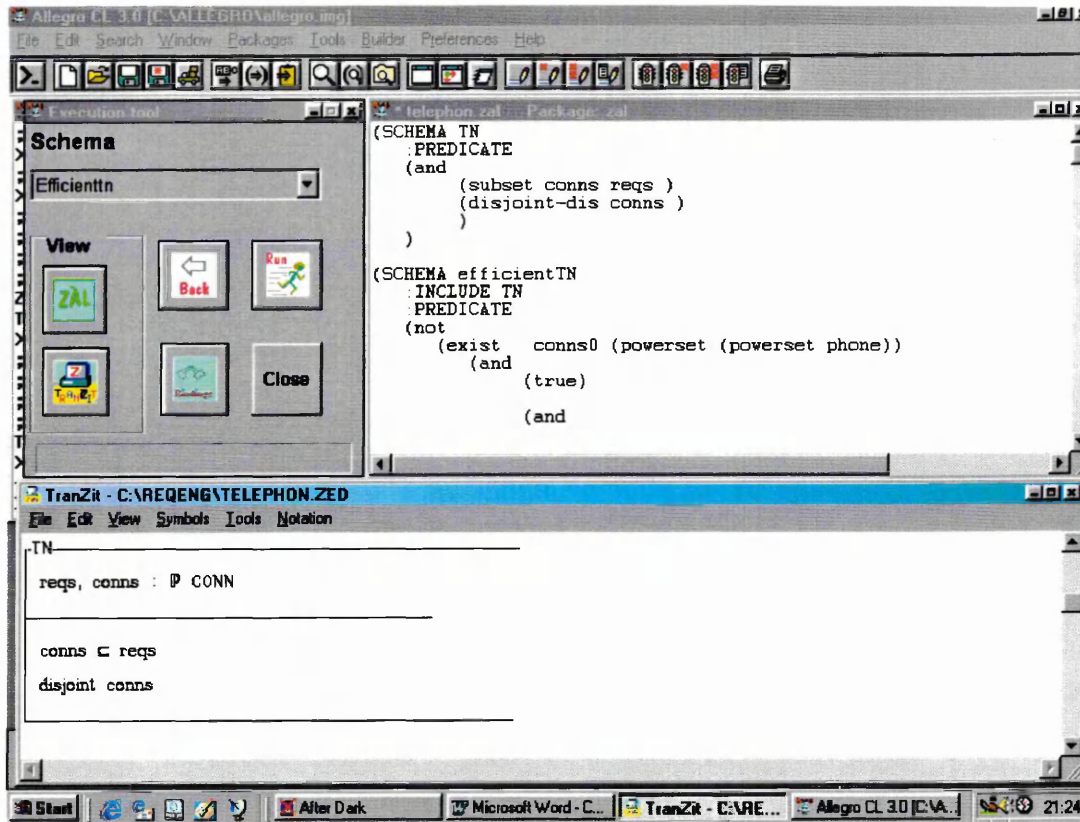 Allegro CL 3.0 [C:\ALLEGRO\allegro.img]
File Edit Search Window Packages Tools Builder Preferences Help
Execution tool
Schema
Efficienttn
View
ZAL
Back
Run
TRANZIT
Bindings
Close
* telephon.zal Package: zal
(SCHEMA TN
:PREDICATE
(and
(subset conns reqs )
(disjoint-dis conns )
)
)
(SCHEMA efficientTN
:INCLUDE TN
:PREDICATE
(not
(exist conns0 (powerset (powerset phone))
(and
(true)
(and
TranZit - C:\REQENG\TELEPHON.ZED
File Edit View Symbols Tools Notation
TN
reqs, conns : ℙ CONN
conns ⊏ reqs
disjoint conns
Start After Dark Microsoft Word - C... TranZit - C:\RE... Allegro CL 3.0 [C:\A... 21:24